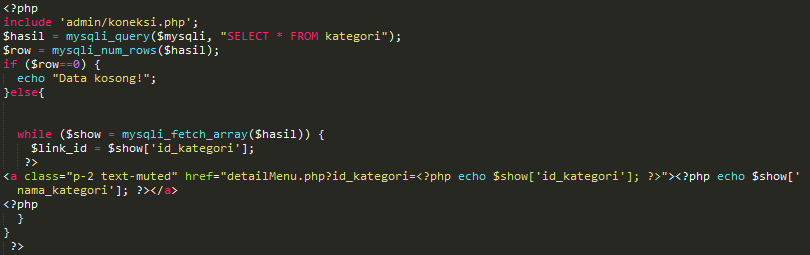 <?php
include 'admin/koneksi.php';
$hasil = mysqli_query($mysqli, "SELECT * FROM kategori");
$row = mysqli_num_rows($hasil);
if ($row==0) {
  echo "Data kosong!";
}else{
  while ($show = mysqli_fetch_array($hasil)) {
    $link_id = $show['id_kategori'];
   ?>
<a class="p-2 text-muted" href="detailMenu.php?id_kategori=<?php echo $show['id_kategori']; ?>"><?php echo $show['
  nama_kategori']; ?></a>
<?php
  }
}
 ?>